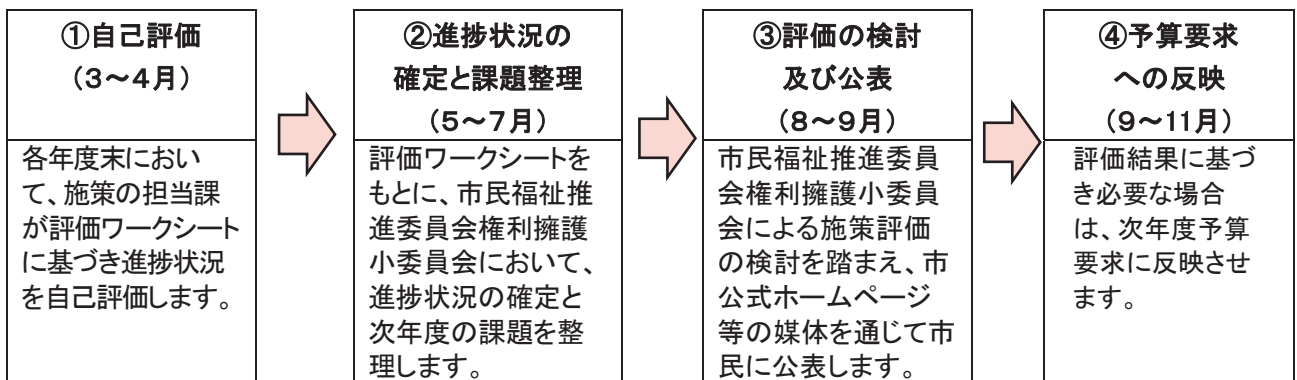 ①自己評価
（3～4月）
各年度末におい
て、施策の担当課
が評価ワークシート
に基づき進捗状況
を自己評価します。
②進捗状況の
確定と課題整理
（5～7月）
評価ワークシートを
もとに、市民福祉推
進委員会権利擁護
小委員会において、
進捗状況の確定と
次年度の課題を整
理します。
③評価の検討
及び公表
（8～9月）
市民福祉推進委員
会権利擁護小委員
会による施策評価
の検討を踏まえ、市
公式ホームページ
等の媒体を通じて市
民に公表します。
④予算要求
への反映
（9～11月）
評価結果に基づ
き必要な場合
は、次年度予算
要求に反映させ
ます。